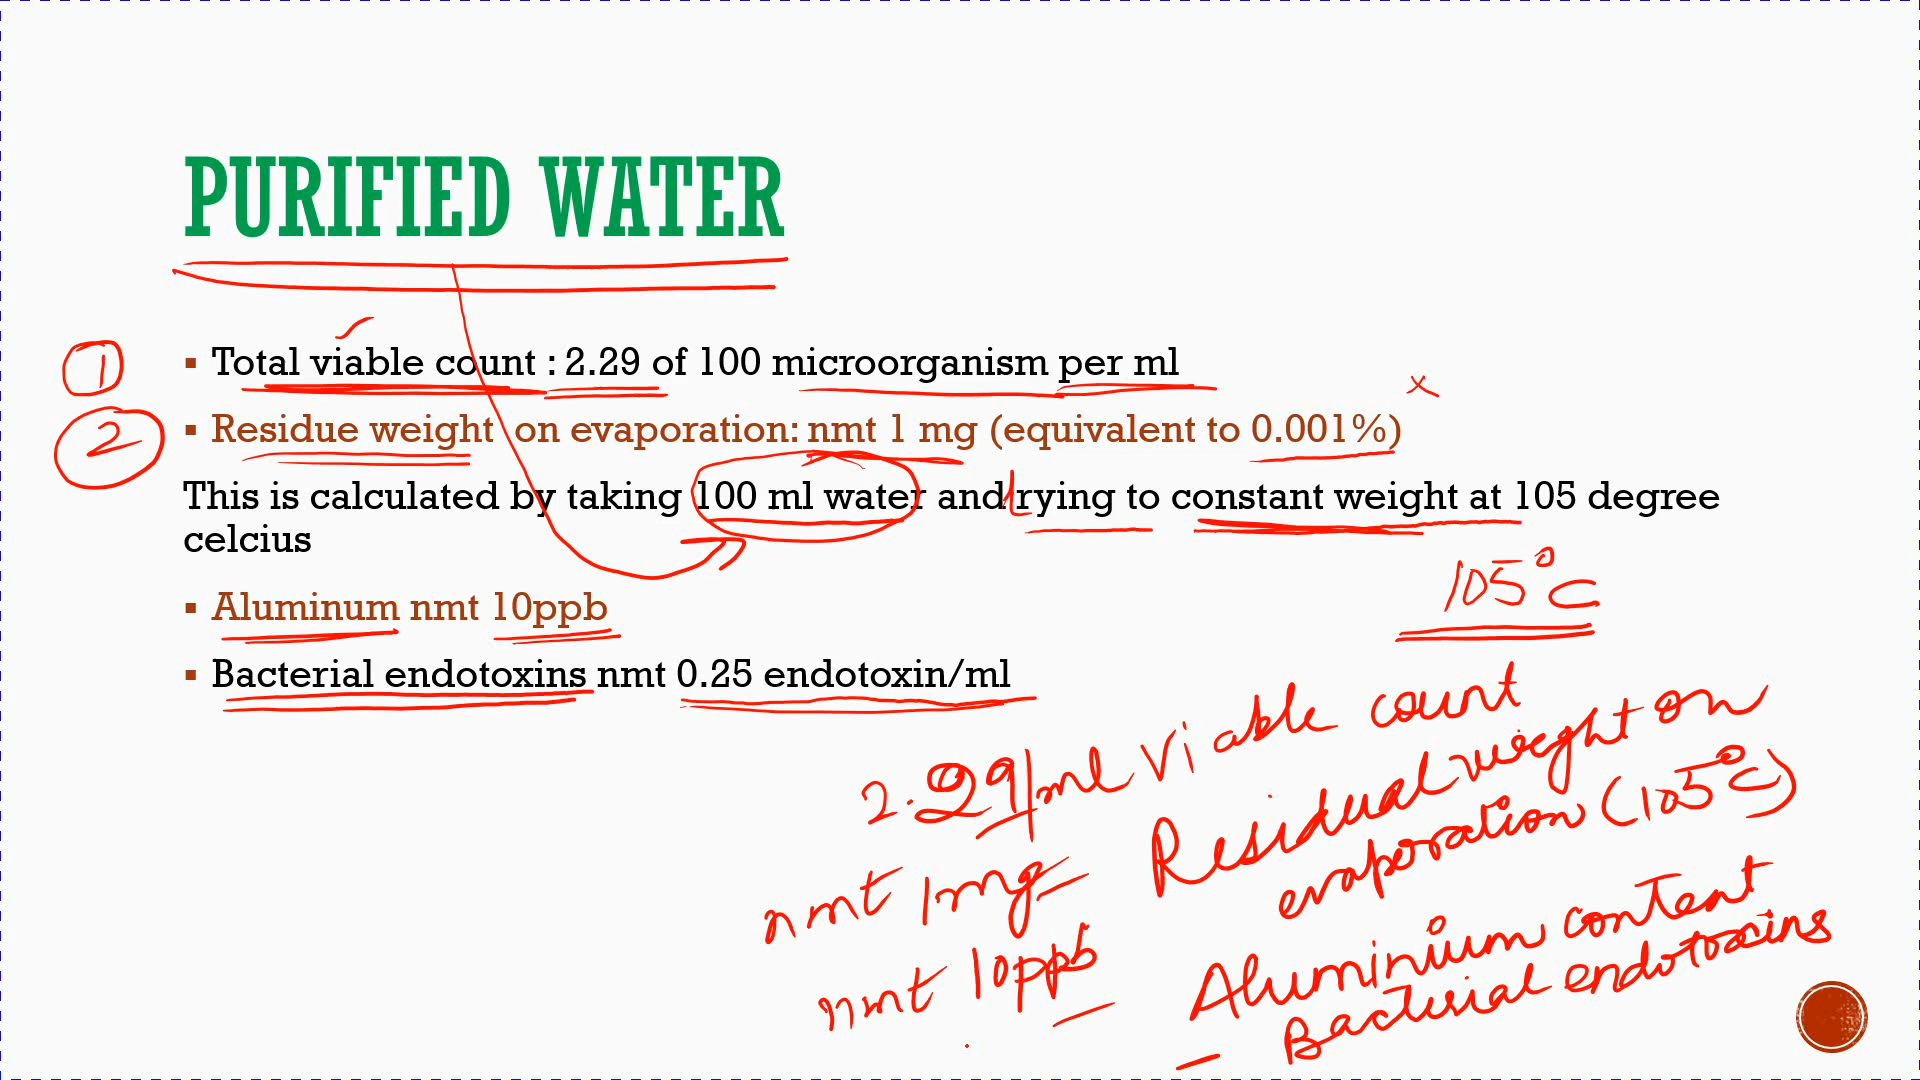 PURIFIED WATER
1
▪ Total viable count : 2.29 of 100 microorganism per ml
2
▪ Residue weight on evaporation: nmt 1 mg (equivalent to 0.001%)
x
This is calculated by taking 100 ml water and trying to constant weight at 105 degree
celcius
105°C
▪ Aluminum nmt 10ppb
▪ Bacterial endotoxins nmt 0.25 endotoxin/ml
2.29/ml Viable count
nmt 1mg Residual weight on
evaporation (105°C)
nmt 10ppb Aluminium content
- Bacterial endotoxins